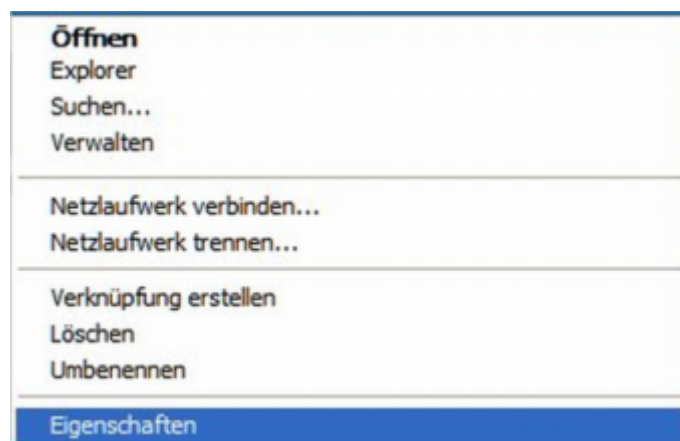 Öffnen
Explorer
Suchen...
Verwalten
Netzlaufwerk verbinden...
Netzlaufwerk trennen...
Verknüpfung erstellen
Löschen
Umbenennen
Eigenschaften